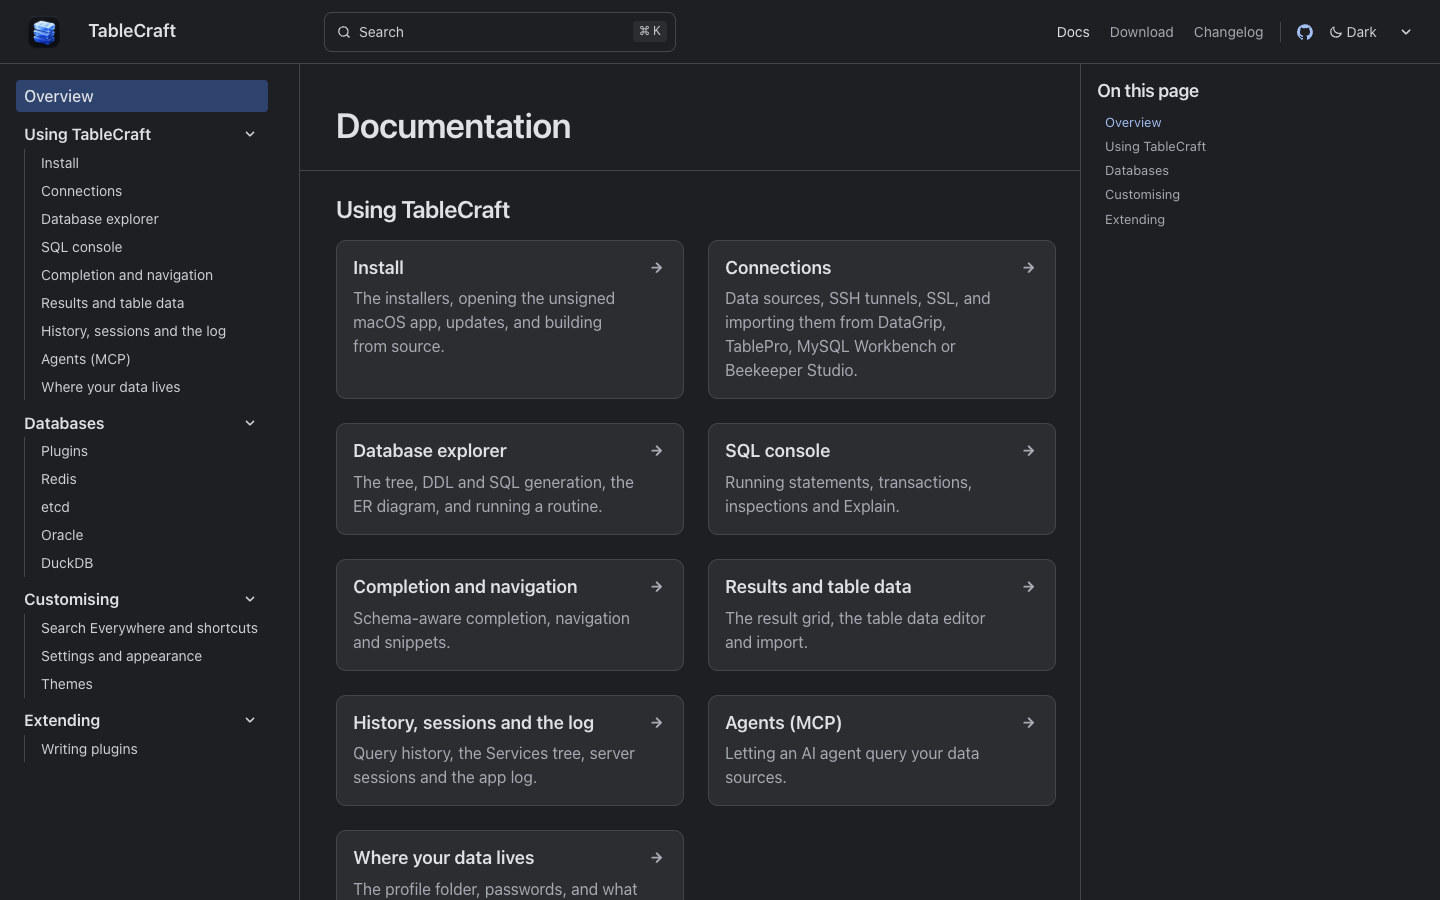 TableCraft
Search
⌘ K
Docs
Download
Changelog
Dark
Overview
Using TableCraft
Install
Connections
Database explorer
SQL console
Completion and navigation
Results and table data
History, sessions and the log
Agents (MCP)
Where your data lives
Databases
Plugins
Redis
etcd
Oracle
DuckDB
Customising
Search Everywhere and shortcuts
Settings and appearance
Themes
Extending
Writing plugins
Documentation
Using TableCraft
Install
The installers, opening the unsigned
macOS app, updates, and building
from source.
Connections
Data sources, SSH tunnels, SSL, and
importing them from DataGrip,
TablePro, MySQL Workbench or
Beekeeper Studio.
Database explorer
The tree, DDL and SQL generation, the
ER diagram, and running a routine.
SQL console
Running statements, transactions,
inspections and Explain.
Completion and navigation
Schema-aware completion, navigation
and snippets.
Results and table data
The result grid, the table data editor
and import.
History, sessions and the log
Query history, the Services tree, server
sessions and the app log.
Agents (MCP)
Letting an AI agent query your data
sources.
Where your data lives
The profile folder, passwords, and what
On this page
Overview
Using TableCraft
Databases
Customising
Extending